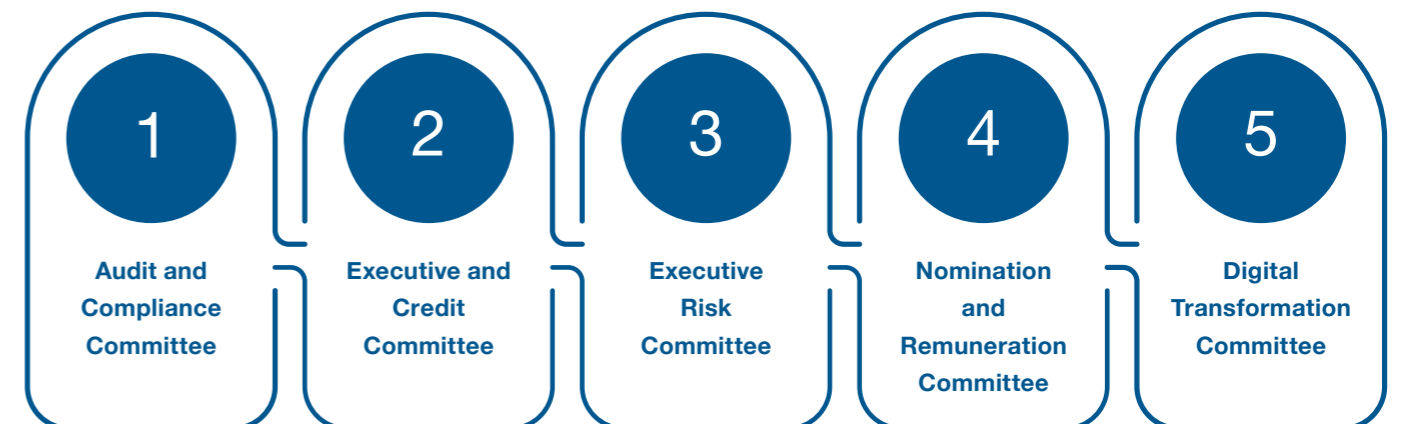 1
Audit and
Compliance
Committee
2
Executive and
Credit
Committee
3
Executive
Risk
Committee
4
Nomination
and
Remuneration
Committee
5
Digital
Transformation
Committee